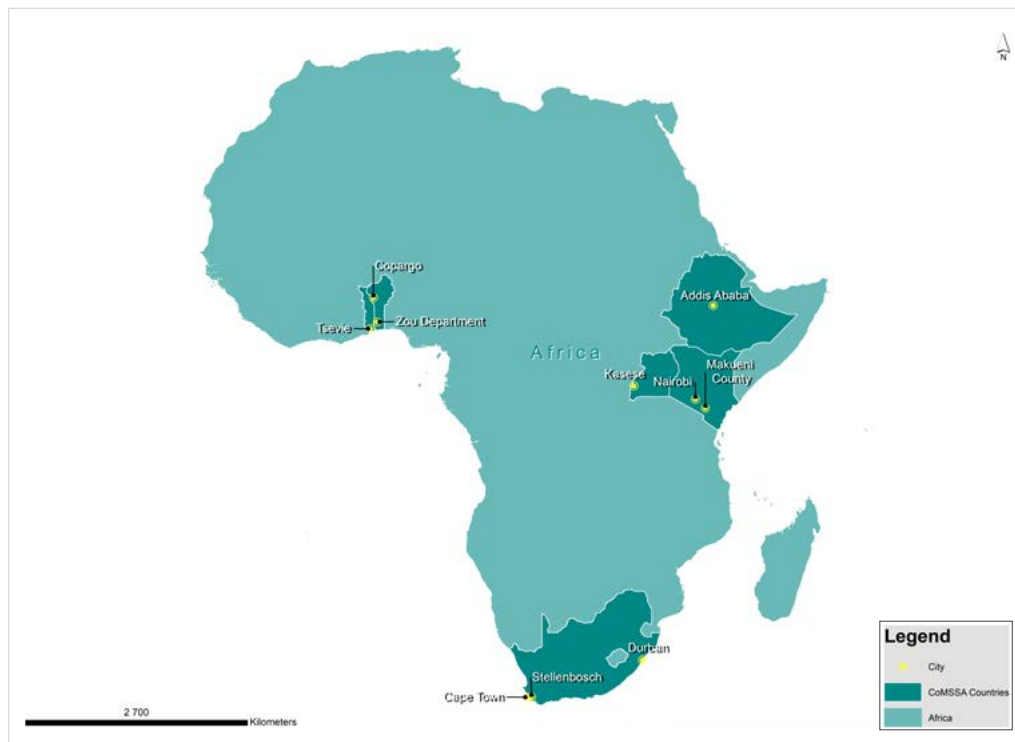 N
Copargo
Zou Department
Tsevie
Addis Ababa
Africa
Makueni
County
Kasese
Nairobi
Durban
Stellenbosch
Cape Town
2 700
Kilometers
Legend
City
CoMSSA Countries
Africa